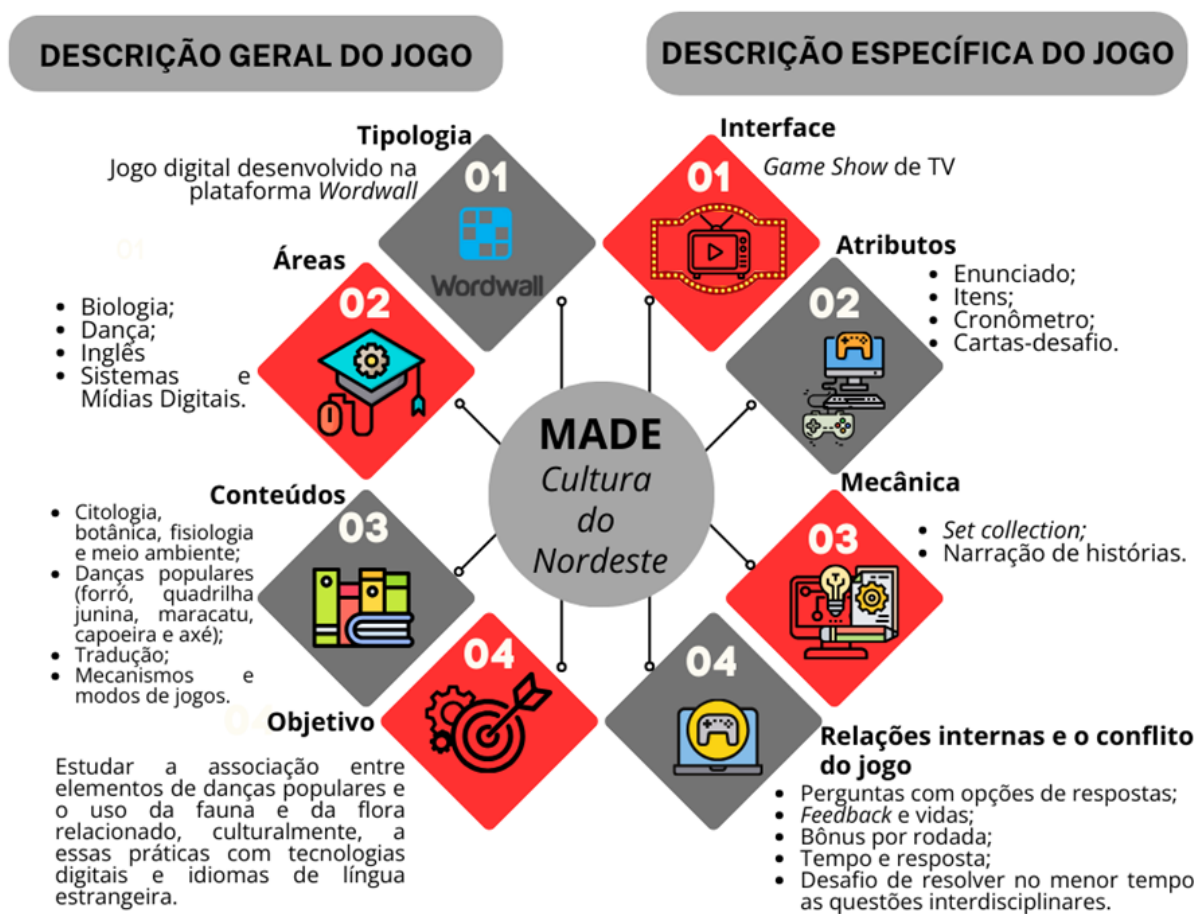 DESCRIÇÃO GERAL DO JOGO
Tipologia
Jogo digital desenvolvido na
plataforma Wordwall
01
Wordwall
01
Áreas
02
Biologia;
Dança;
Inglês
Sistemas e
Mídias Digitais.
Conteúdos
03
Citologia,
botânica, fisiologia
e meio ambiente;
Danças populares
(forró, quadrilha
junina, maracatu,
capoeira e axé);
Tradução;
Mecanismos e
modos de jogos.
04
Objetivo
04
Estudar a associação entre
elementos de danças populares e
o uso da fauna e da flora
relacionado, culturalmente, a
essas práticas com tecnologias
digitais e idiomas de língua
estrangeira.
MADE
Cultura
do
Nordeste
DESCRIÇÃO ESPECÍFICA DO JOGO
Interface
01
Game Show de TV
Atributos
02
Enunciado;
Itens;
Cronômetro;
Cartas-desafio.
Mecânica
03
Set collection;
Narração de histórias.
04
Relações internas e o conflito
do jogo
Perguntas com opções de respostas;
Feedback e vidas;
Bônus por rodada;
Tempo e resposta;
Desafio de resolver no menor tempo
as questões interdisciplinares.